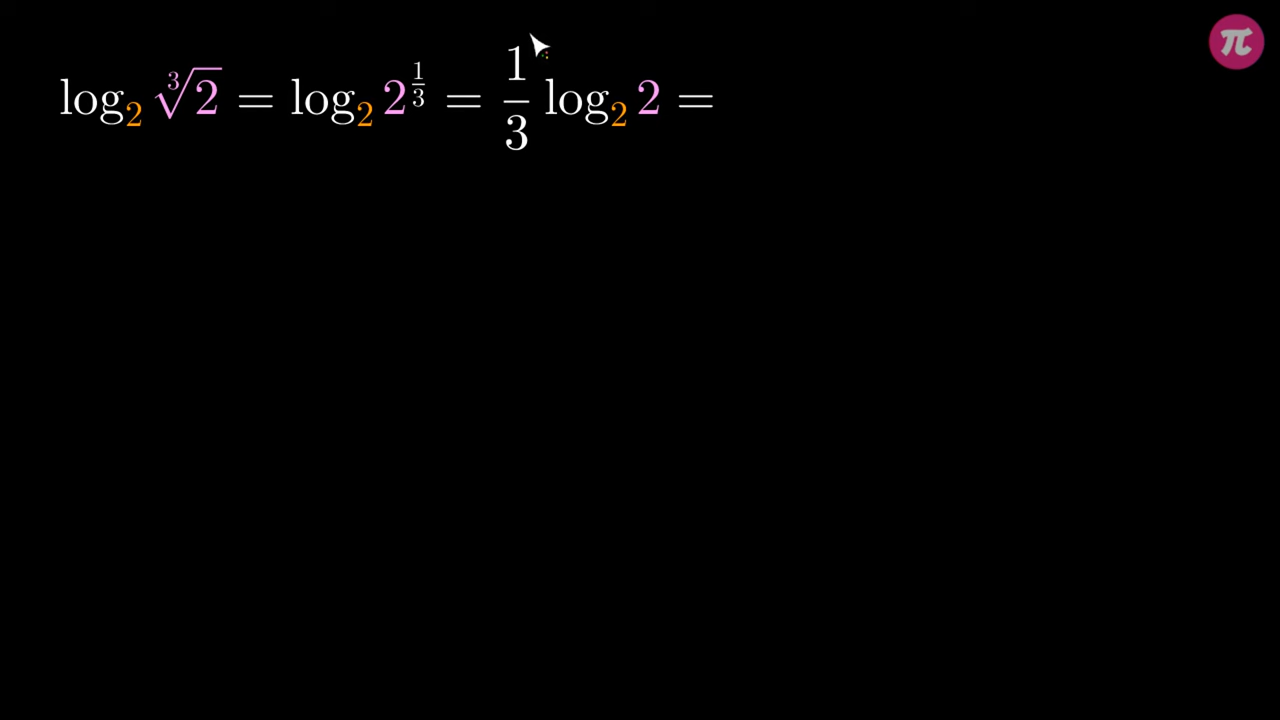 log₂ ∛2 = log₂ 2^(1/3) = 1/3 log₂ 2 =
π